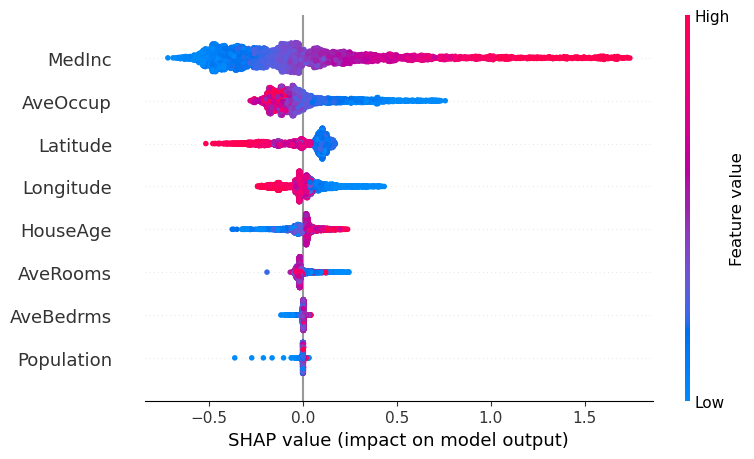 High
MedInc
AveOccup
Latitude
Longitude
HouseAge
AveRooms
AveBedrms
Population
Feature value
Low
−0.5 0.0 0.5 1.0 1.5
SHAP value (impact on model output)